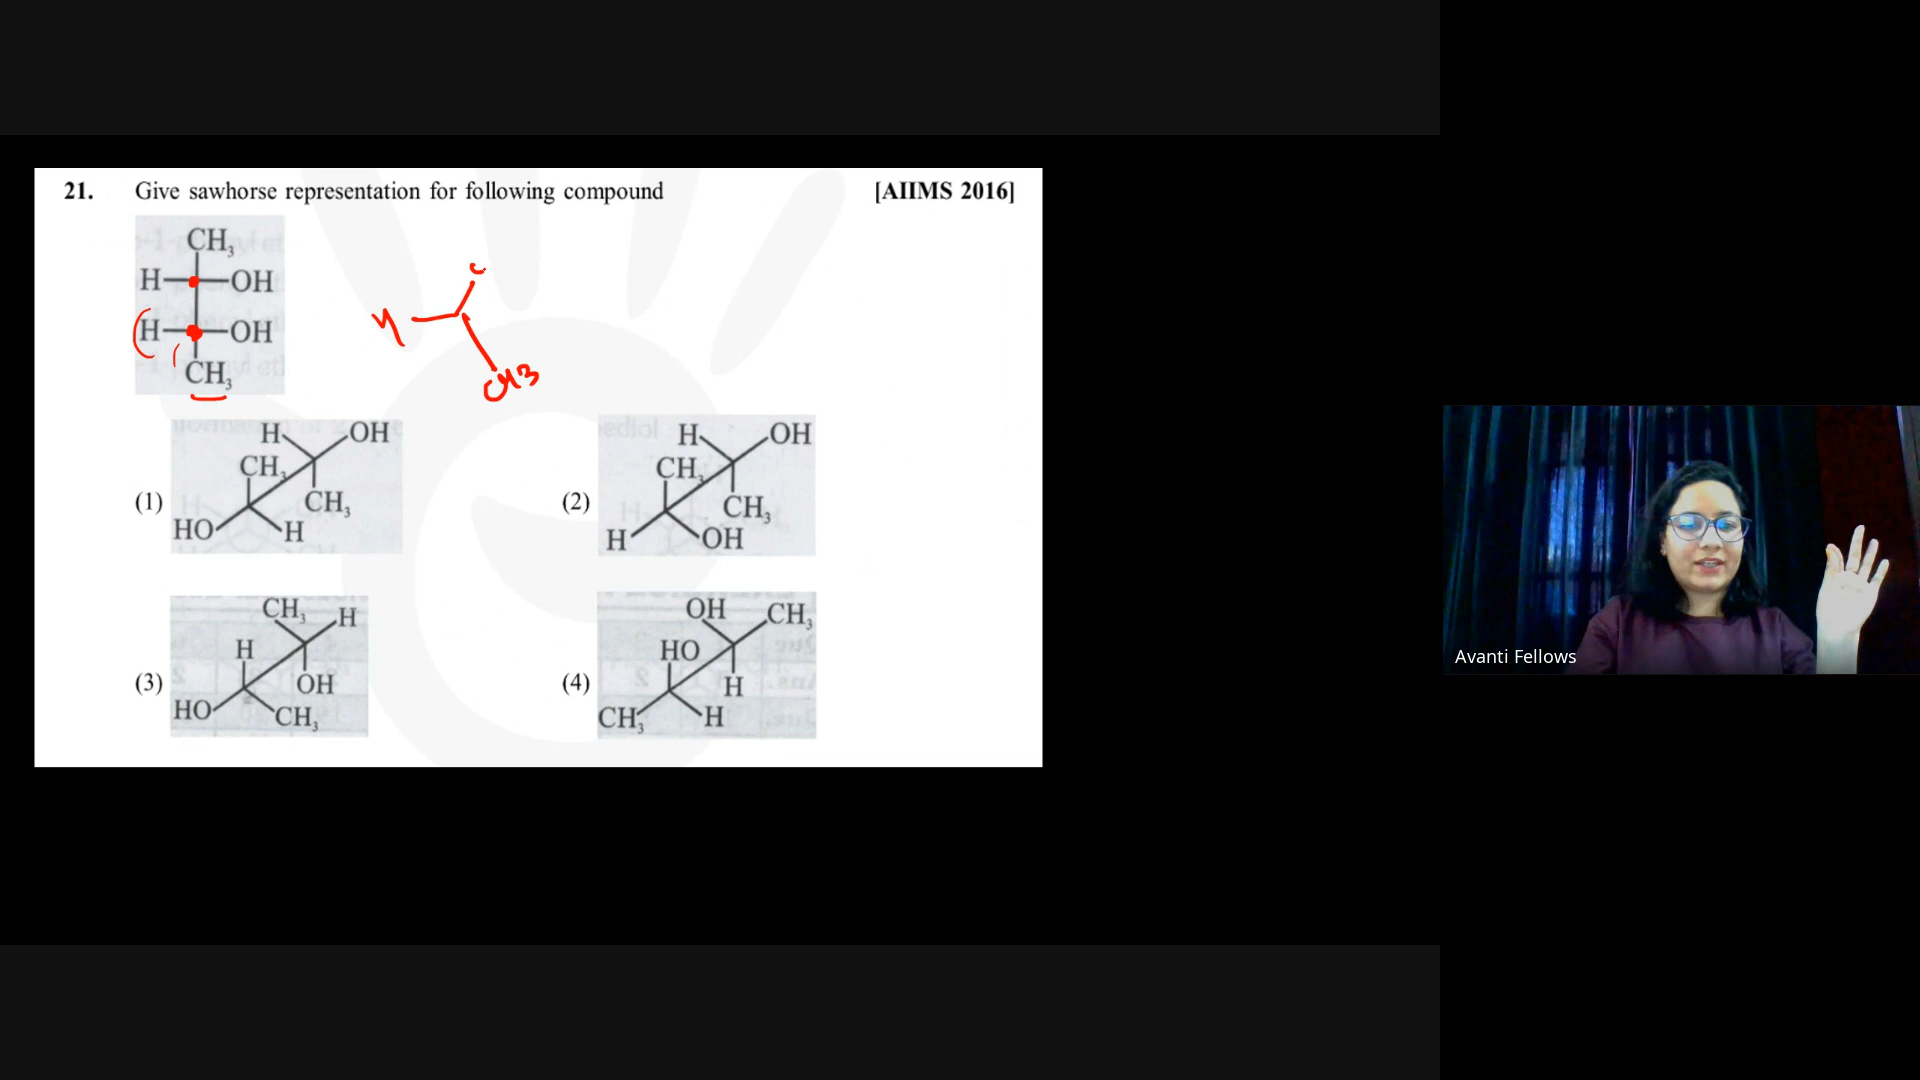 21. Give sawhorse representation for following compound [AIIMS 2016]
CH₃
H OH
H OH
CH₃
CH3
(1)
H OH
CH₃
CH₃
HO H
(2)
H OH
CH₃
CH₃
H OH
(3)
CH₃ H
H
OH
HO CH₃
(4)
OH CH₃
HO
H
CH₃ H
Avanti Fellows